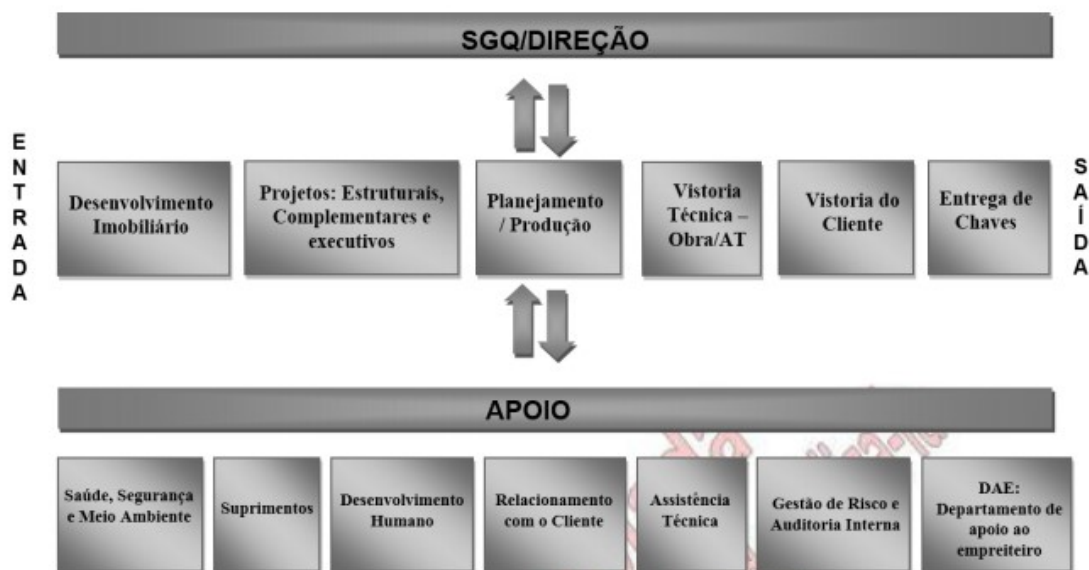 SGQ/DIREÇÃO
ENTRADA
Desenvolvimento
Imobiliário
Projetos: Estruturais,
Complementares e
executivos
Planejamento
/ Produção
Vistoria
Técnica –
Obra/AT
Vistoria do
Cliente
Entrega de
Chaves
SAÍDA
APOIO
Saúde, Segurança
e Meio Ambiente
Suprimentos
Desenvolvimento
Humano
Relacionamento
com o Cliente
Assistência
Técnica
Gestão de Risco e
Auditoria Interna
DAE:
Departamento de
apoio ao
empreiteiro